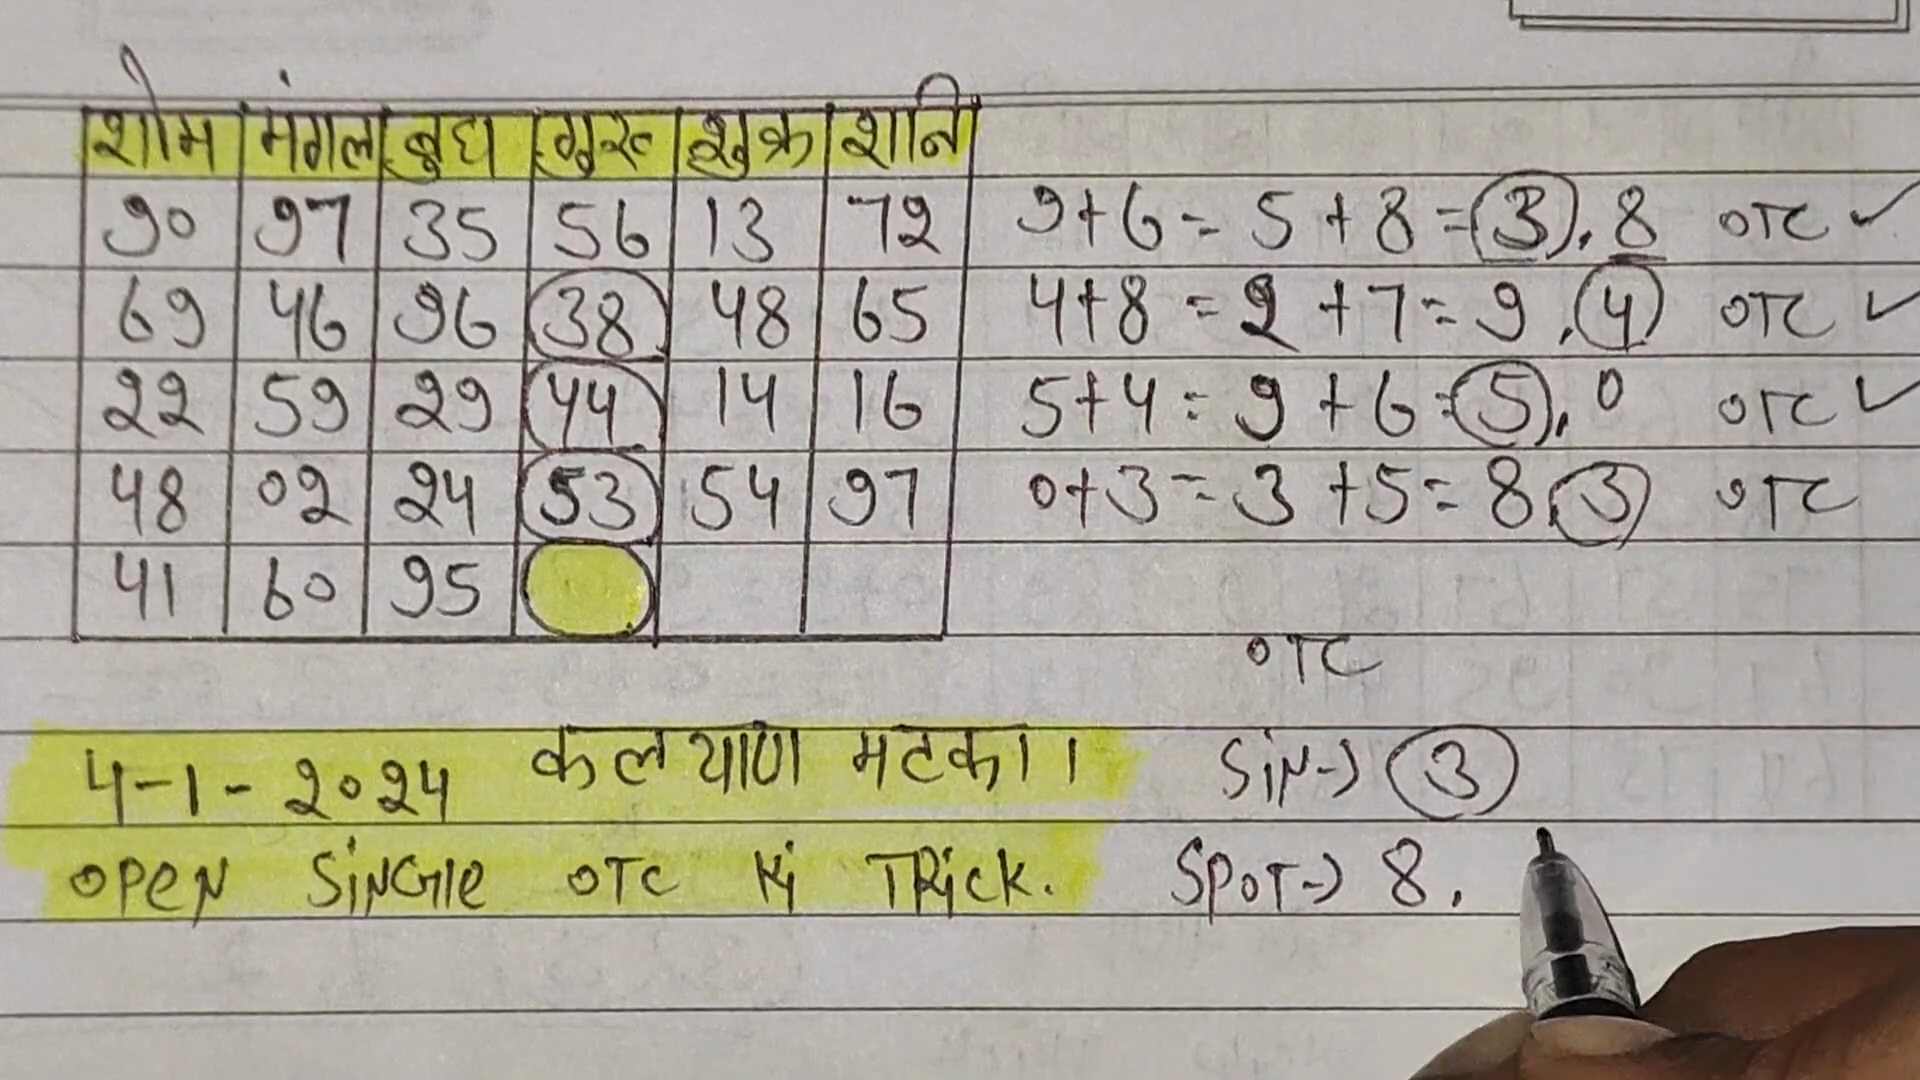 शोम मंगल बुध गुरु शुक्र शनि
90 97 35 56 13 72 9+6 = 5 + 8 = 3, 8 OTC ✓
69 46 96 38 48 65 4+8 = 2 + 7 = 9, 4 OTC ✓
22 59 29 44 14 16 5+4 = 9 + 6 = 5, 0 OTC ✓
48 02 24 53 54 97 0+3 = 3 + 5 = 8, 3 OTC
41 60 95
OTC
4-1-2024 कलयाण मटका। Sin→ 3
OPEN SINGLE OTC KI TRICK. SPOT→ 8.